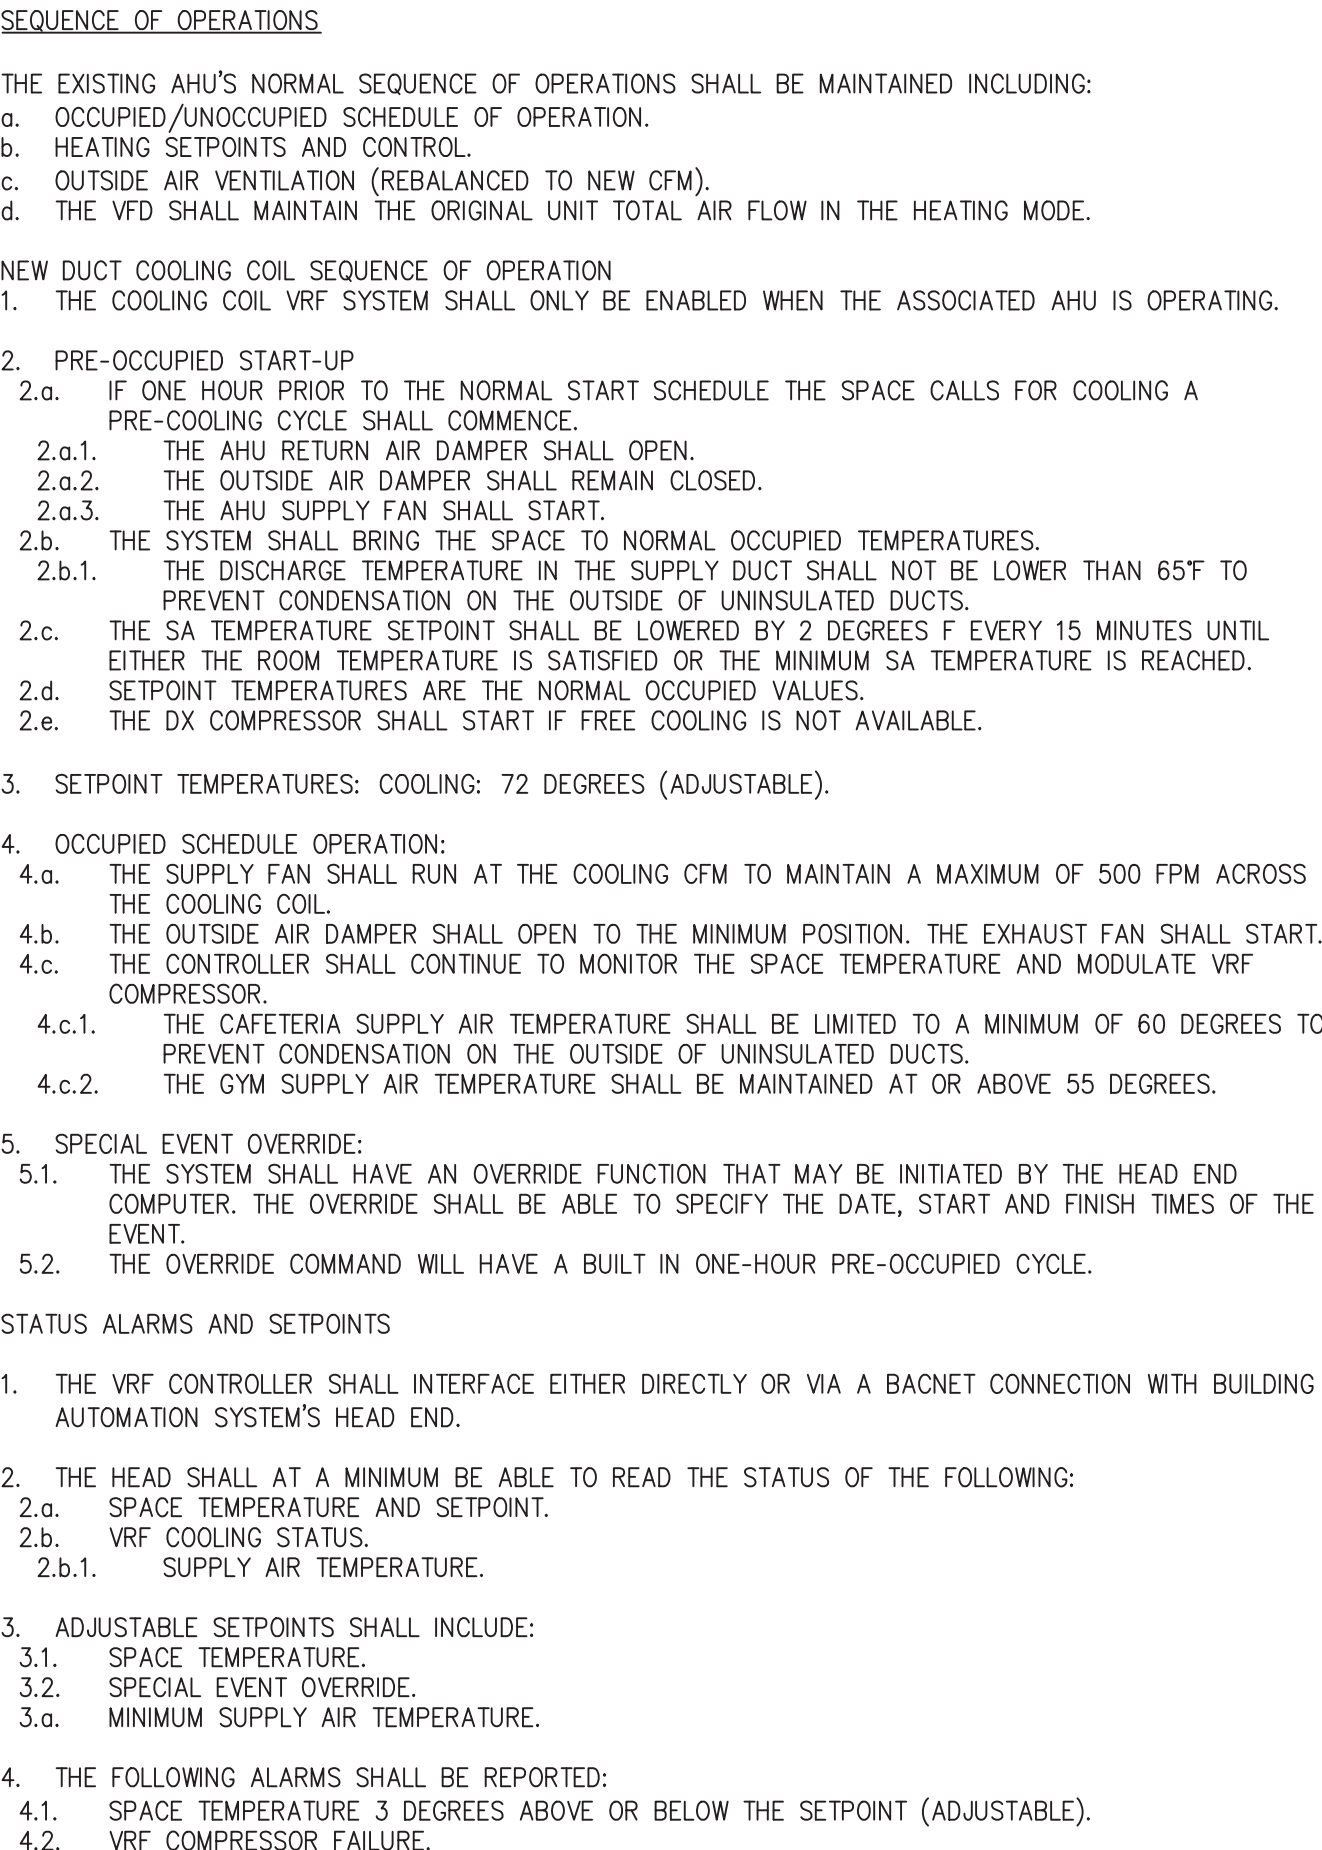 SEQUENCE OF OPERATIONS
THE EXISTING AHU'S NORMAL SEQUENCE OF OPERATIONS SHALL BE MAINTAINED INCLUDING:
a. OCCUPIED/UNOCCUPIED SCHEDULE OF OPERATION.
b. HEATING SETPOINTS AND CONTROL.
c. OUTSIDE AIR VENTILATION (REBALANCED TO NEW CFM).
d. THE VFD SHALL MAINTAIN THE ORIGINAL UNIT TOTAL AIR FLOW IN THE HEATING MODE.
NEW DUCT COOLING COIL SEQUENCE OF OPERATION
1. THE COOLING COIL VRF SYSTEM SHALL ONLY BE ENABLED WHEN THE ASSOCIATED AHU IS OPERATING.
2. PRE-OCCUPIED START-UP
2.a. IF ONE HOUR PRIOR TO THE NORMAL START SCHEDULE THE SPACE CALLS FOR COOLING A
PRE-COOLING CYCLE SHALL COMMENCE.
2.a.1. THE AHU RETURN AIR DAMPER SHALL OPEN.
2.a.2. THE OUTSIDE AIR DAMPER SHALL REMAIN CLOSED.
2.a.3. THE AHU SUPPLY FAN SHALL START.
2.b. THE SYSTEM SHALL BRING THE SPACE TO NORMAL OCCUPIED TEMPERATURES.
2.b.1. THE DISCHARGE TEMPERATURE IN THE SUPPLY DUCT SHALL NOT BE LOWER THAN 65°F TO
PREVENT CONDENSATION ON THE OUTSIDE OF UNINSULATED DUCTS.
2.c. THE SA TEMPERATURE SETPOINT SHALL BE LOWERED BY 2 DEGREES F EVERY 15 MINUTES UNTIL
EITHER THE ROOM TEMPERATURE IS SATISFIED OR THE MINIMUM SA TEMPERATURE IS REACHED.
2.d. SETPOINT TEMPERATURES ARE THE NORMAL OCCUPIED VALUES.
2.e. THE DX COMPRESSOR SHALL START IF FREE COOLING IS NOT AVAILABLE.
3. SETPOINT TEMPERATURES: COOLING: 72 DEGREES (ADJUSTABLE).
4. OCCUPIED SCHEDULE OPERATION:
4.a. THE SUPPLY FAN SHALL RUN AT THE COOLING CFM TO MAINTAIN A MAXIMUM OF 500 FPM ACROSS
THE COOLING COIL.
4.b. THE OUTSIDE AIR DAMPER SHALL OPEN TO THE MINIMUM POSITION. THE EXHAUST FAN SHALL START.
4.c. THE CONTROLLER SHALL CONTINUE TO MONITOR THE SPACE TEMPERATURE AND MODULATE VRF
COMPRESSOR.
4.c.1. THE CAFETERIA SUPPLY AIR TEMPERATURE SHALL BE LIMITED TO A MINIMUM OF 60 DEGREES TO
PREVENT CONDENSATION ON THE OUTSIDE OF UNINSULATED DUCTS.
4.c.2. THE GYM SUPPLY AIR TEMPERATURE SHALL BE MAINTAINED AT OR ABOVE 55 DEGREES.
5. SPECIAL EVENT OVERRIDE:
5.1. THE SYSTEM SHALL HAVE AN OVERRIDE FUNCTION THAT MAY BE INITIATED BY THE HEAD END
COMPUTER. THE OVERRIDE SHALL BE ABLE TO SPECIFY THE DATE, START AND FINISH TIMES OF THE
EVENT.
5.2. THE OVERRIDE COMMAND WILL HAVE A BUILT IN ONE-HOUR PRE-OCCUPIED CYCLE.
STATUS ALARMS AND SETPOINTS
1. THE VRF CONTROLLER SHALL INTERFACE EITHER DIRECTLY OR VIA A BACNET CONNECTION WITH BUILDING
AUTOMATION SYSTEM'S HEAD END.
2. THE HEAD SHALL AT A MINIMUM BE ABLE TO READ THE STATUS OF THE FOLLOWING:
2.a. SPACE TEMPERATURE AND SETPOINT.
2.b. VRF COOLING STATUS.
2.b.1. SUPPLY AIR TEMPERATURE.
3. ADJUSTABLE SETPOINTS SHALL INCLUDE:
3.1. SPACE TEMPERATURE.
3.2. SPECIAL EVENT OVERRIDE.
3.a. MINIMUM SUPPLY AIR TEMPERATURE.
4. THE FOLLOWING ALARMS SHALL BE REPORTED:
4.1. SPACE TEMPERATURE 3 DEGREES ABOVE OR BELOW THE SETPOINT (ADJUSTABLE).
4.2. VRF COMPRESSOR FAILURE.